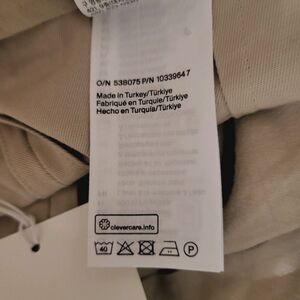 O/N 538075 P/N 10339647
Made in Turkey/Türkiye
Fabriqué en Turquie/Türkiye
Hecho en Turquía/Türkiye
clevercare.info
40
P